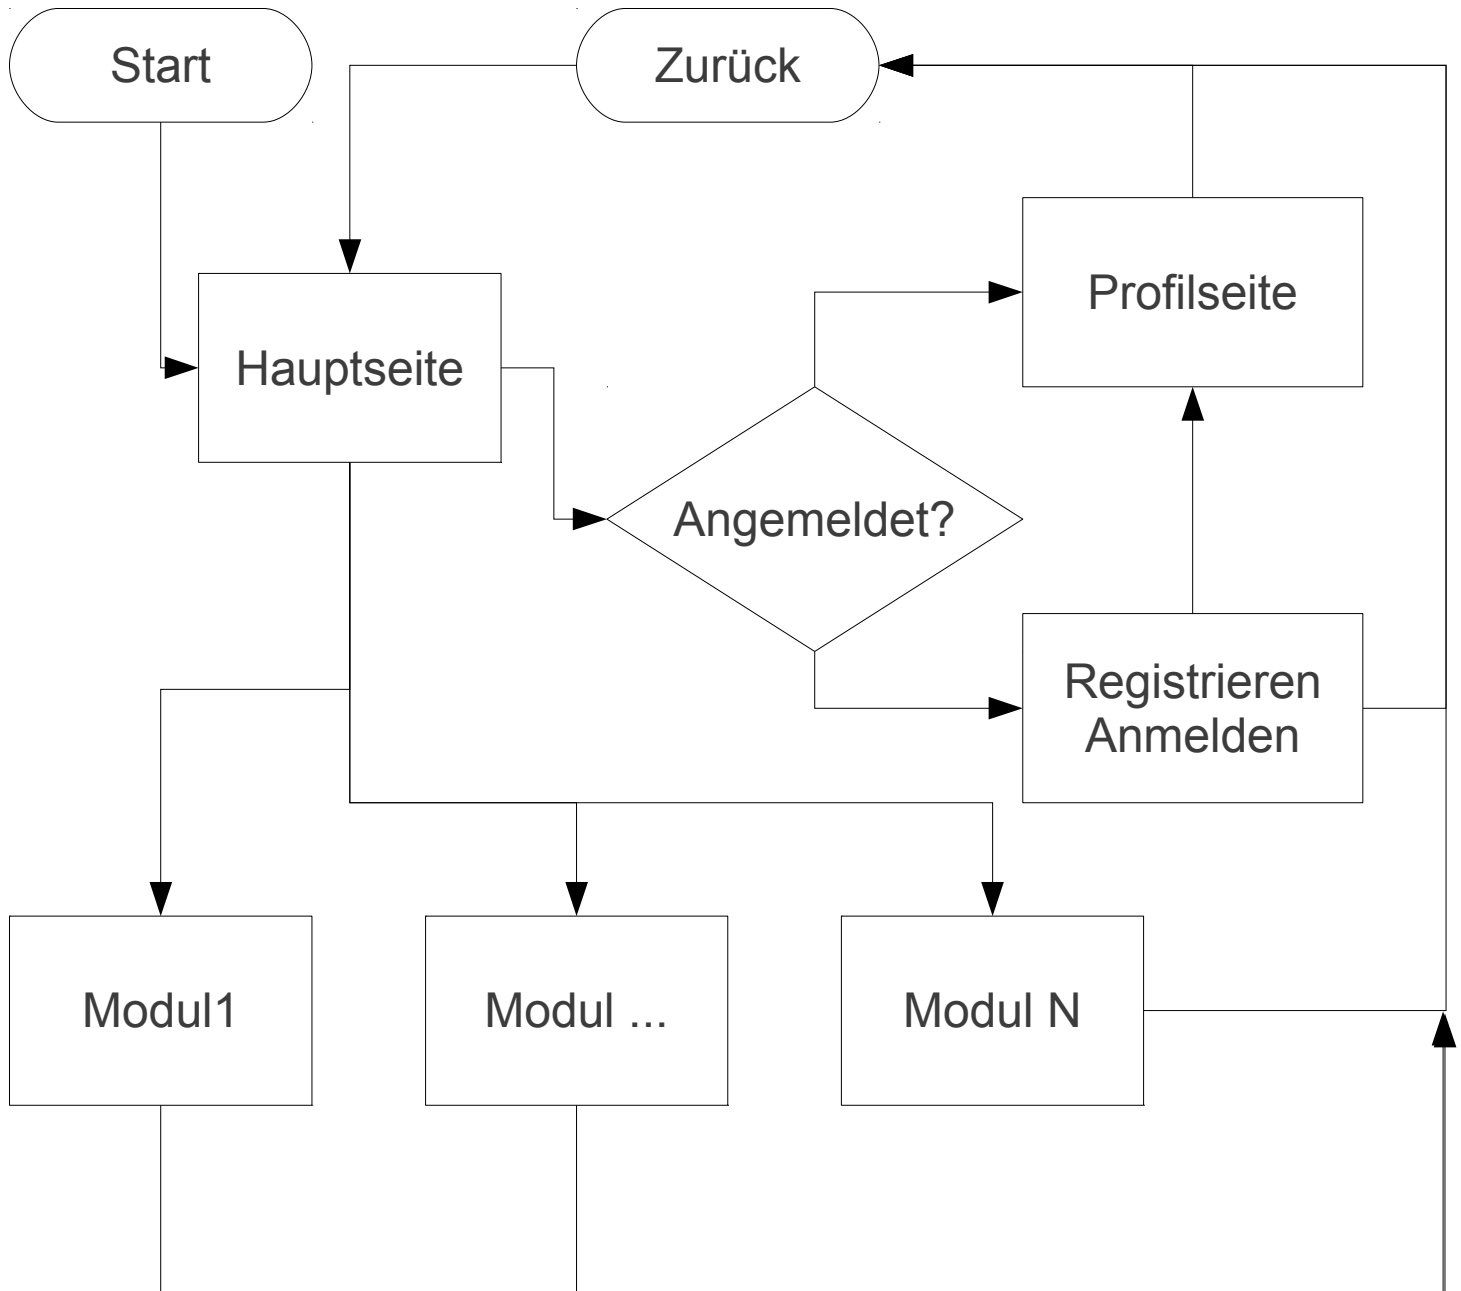 Start
Zurück
Profilseite
Hauptseite
Angemeldet?
Registrieren
Anmelden
Modul1
Modul ...
Modul N